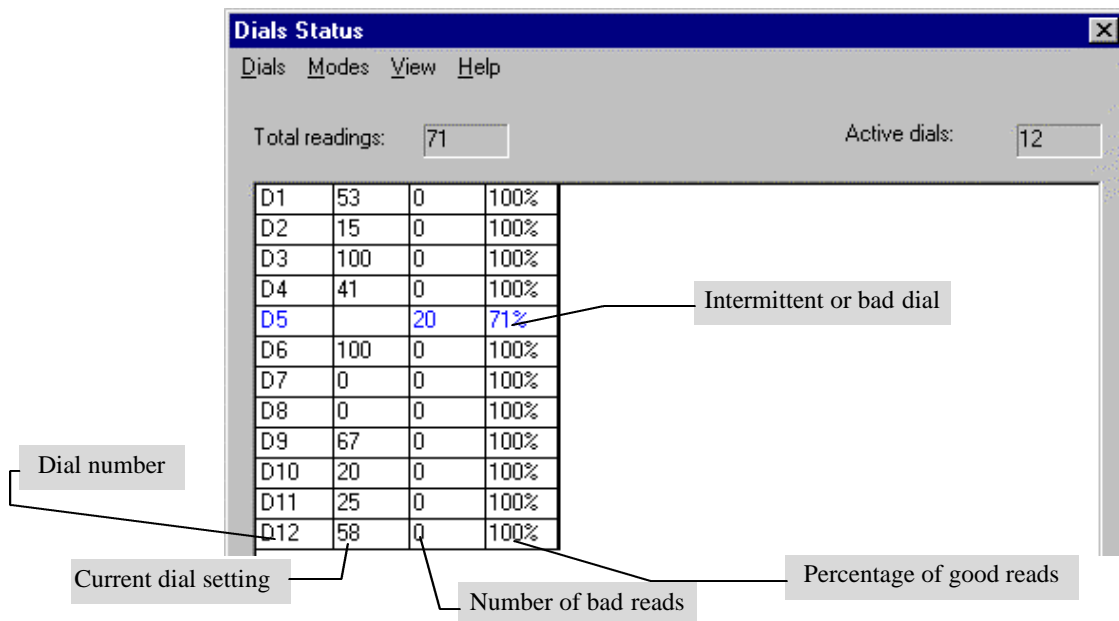 Dials Status
Dials Modes View Help
Total readings: 71 Active dials: 12
D1 53 0 100%
D2 15 0 100%
D3 100 0 100%
D4 41 0 100%
Intermittent or bad dial
D5 20 71%
D6 100 0 100%
D7 0 0 100%
D8 0 0 100%
D9 67 0 100%
Dial number
D10 20 0 100%
D11 25 0 100%
D12 58 0 100%
Current dial setting
Percentage of good reads
Number of bad reads